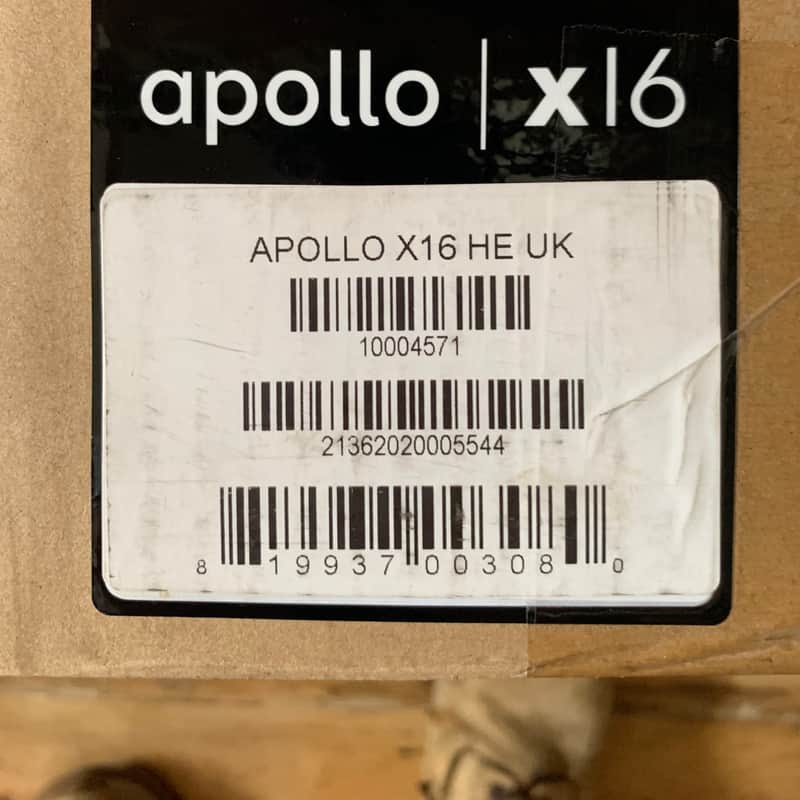 apollo | x16
APOLLO X16 HE UK
10004571
21362020005544
8 19937 00308 0